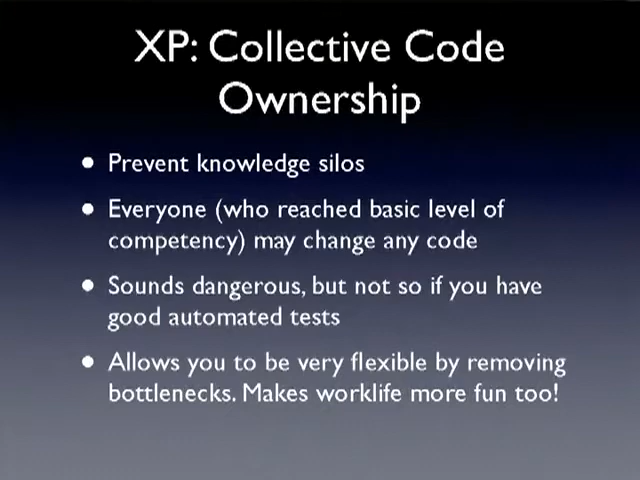 XP: Collective Code
Ownership
• Prevent knowledge silos
• Everyone (who reached basic level of
competency) may change any code
• Sounds dangerous, but not so if you have
good automated tests
• Allows you to be very flexible by removing
bottlenecks. Makes worklife more fun too!